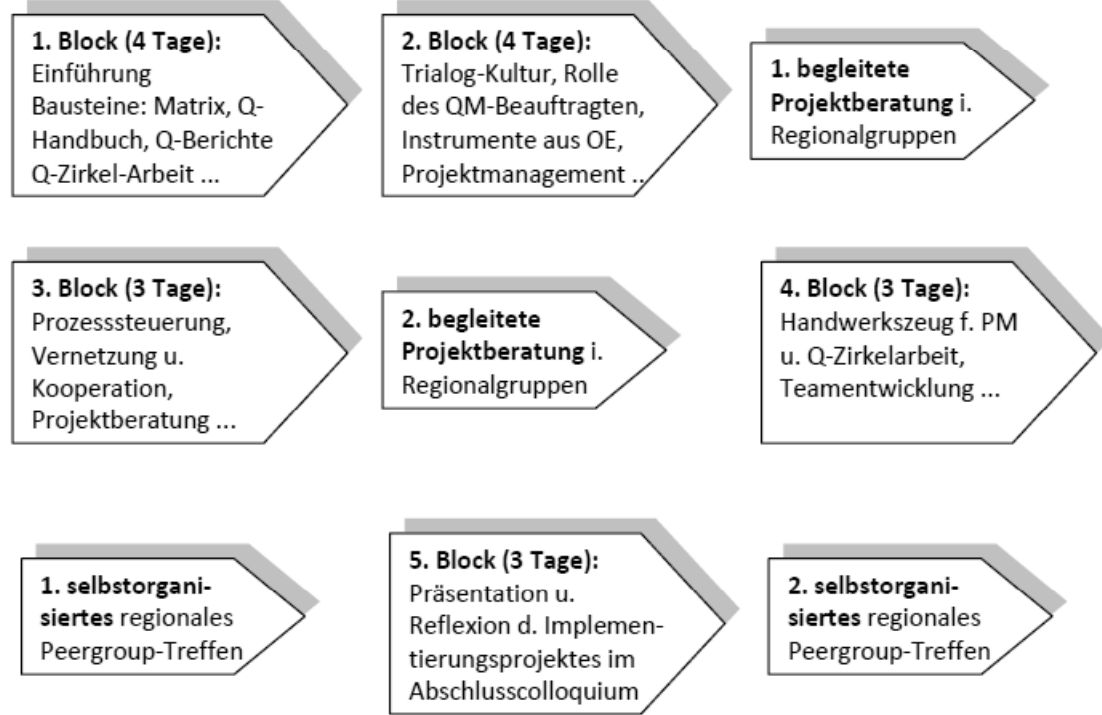 1. Block (4 Tage):
Einführung
Bausteine: Matrix, Q-
Handbuch, Q-Berichte
Q-Zirkel-Arbeit ...
2. Block (4 Tage):
Trialog-Kultur, Rolle
des QM-Beauftragten,
Instrumente aus OE,
Projektmanagement ..
1. begleitete
Projektberatung i.
Regionalgruppen
3. Block (3 Tage):
Prozesssteuerung,
Vernetzung u.
Kooperation,
Projektberatung ...
2. begleitete
Projektberatung i.
Regionalgruppen
4. Block (3 Tage):
Handwerkszeug f. PM
u. Q-Zirkelarbeit,
Teamentwicklung ...
1. selbstorgani-
siertes regionales
Peergroup-Treffen
5. Block (3 Tage):
Präsentation u.
Reflexion d. Implemen-
tierungsprojektes im
Abschlusscolloquium
2. selbstorgani-
siertes regionales
Peergroup-Treffen